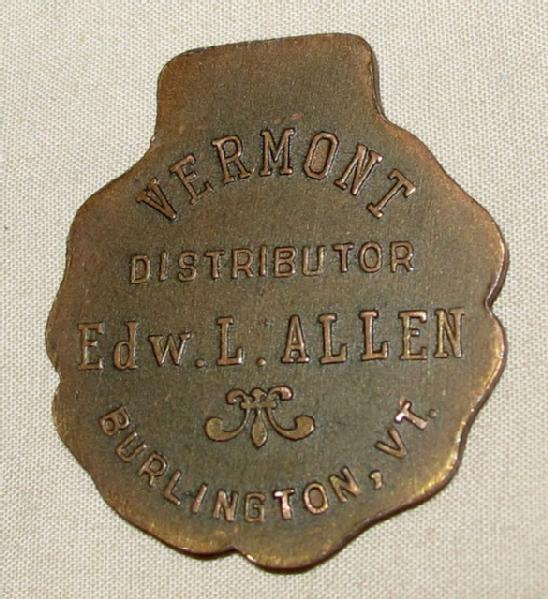 VERMONT
DISTRIBUTOR
Edw. L. ALLEN
BURLINGTON, VT.